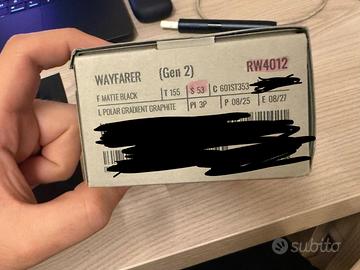 WAYFARER (Gen 2) RW4012
F MATTE BLACK T 155 S 53 C 601ST353
L POLAR GRADIENT GRAPHITE PI 3P P 08/25 E 08/27
subito